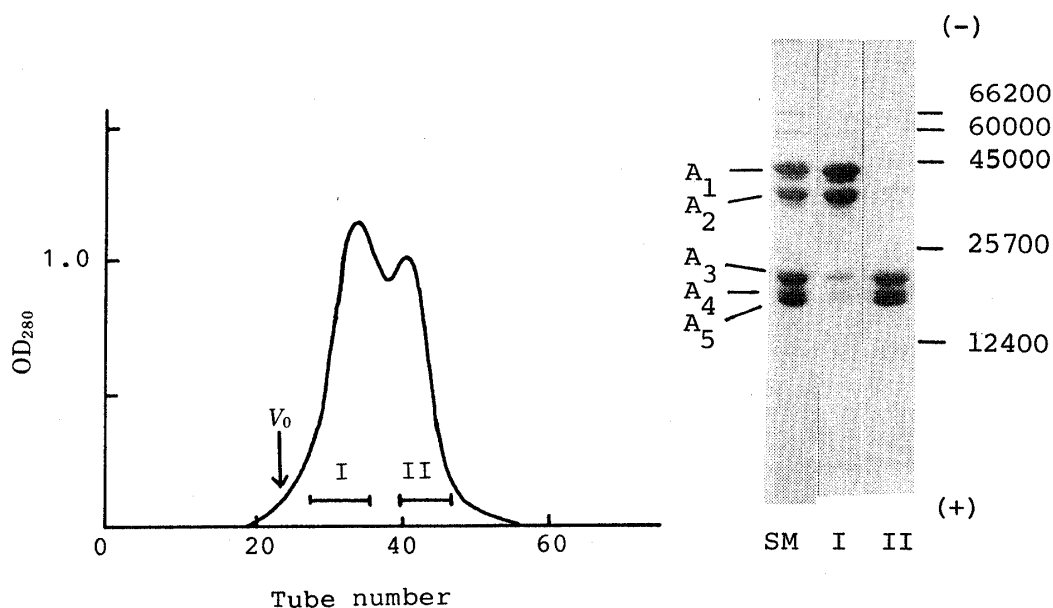 1.0
OD280
V0
I
II
0
20
40
60
Tube number
(-)
66200
60000
45000
25700
12400
A1
A2
A3
A4
A5
(+)
SM I II